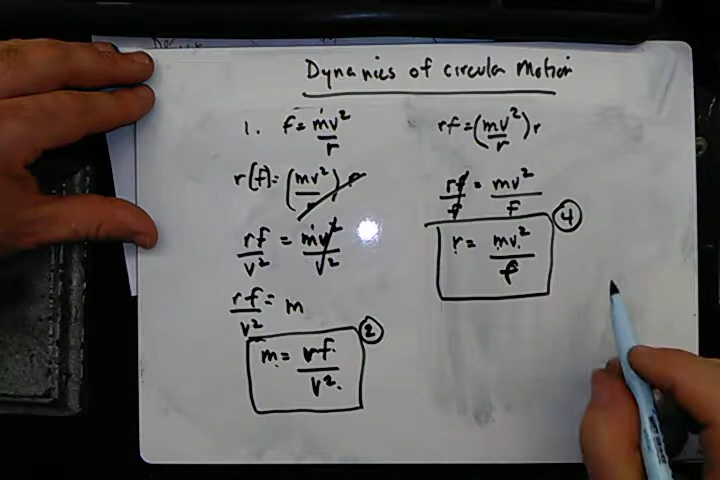 Dynamics of circular Motion
1. f = mv²/r
r(f) = (mv²/r) r
rf/v² = mv²/v²
rf/v² = m
m = rf/v²
2
rf = (mv²/r) r
rf/f = mv²/f
4
r = mv²/f